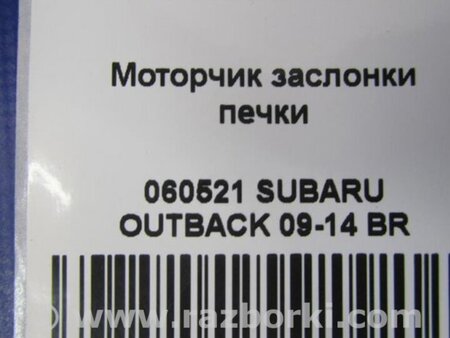 Моторчик заслонки
печки
060521 SUBARU
OUTBACK 09-14 BR
© www.razborki.com